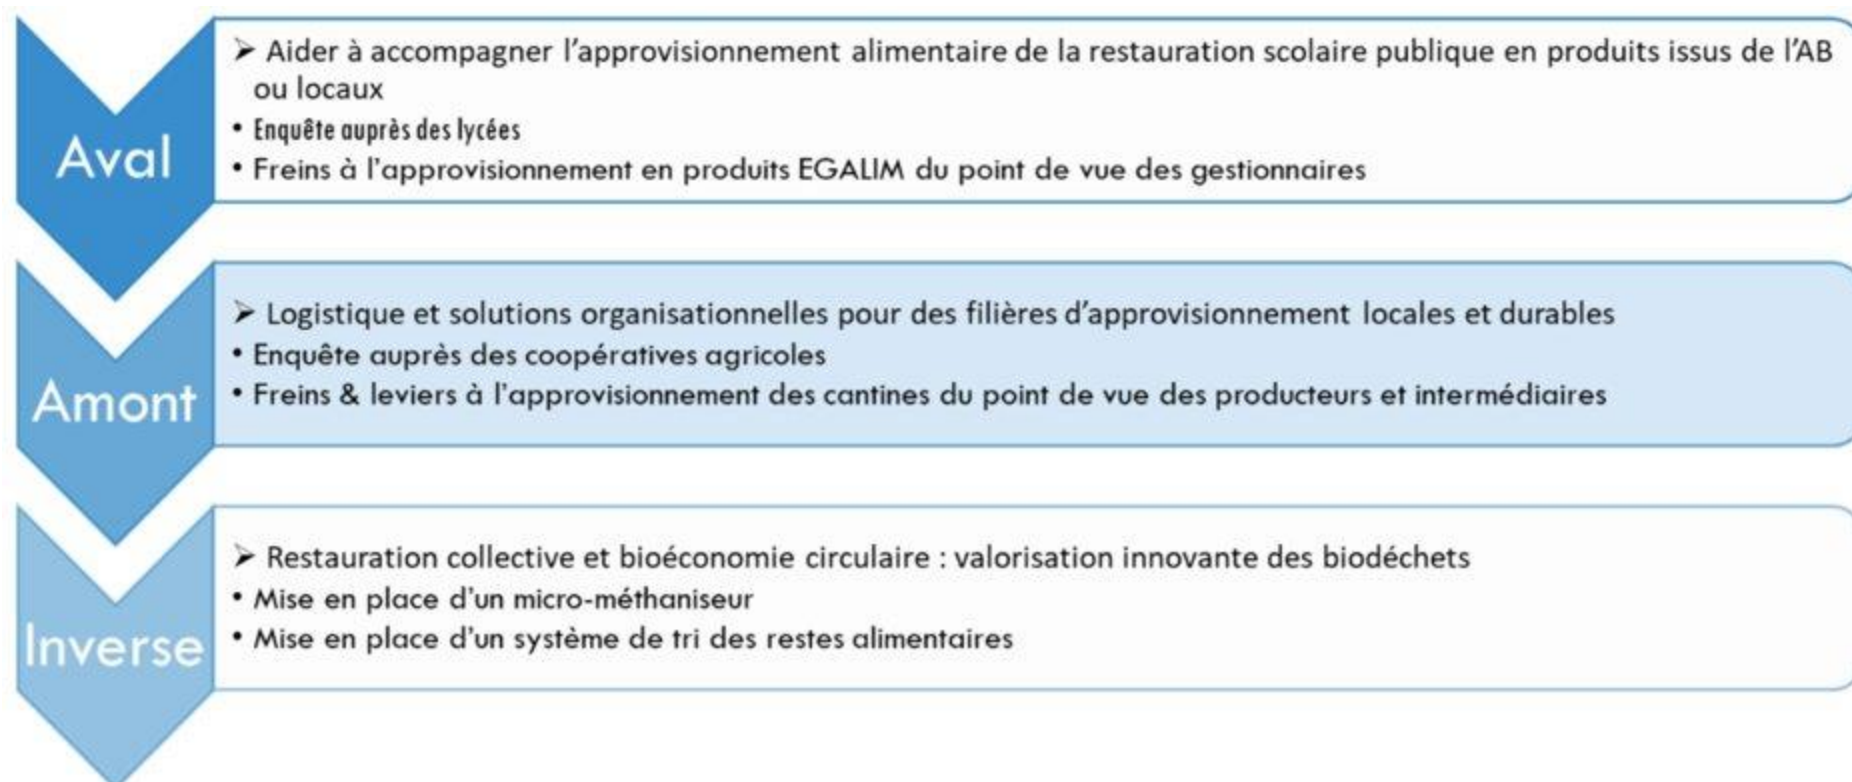 Aval
➢ Aider à accompagner l'approvisionnement alimentaire de la restauration scolaire publique en produits issus de l'AB
ou locaux
• Enquête auprès des lycées
• Freins à l'approvisionnement en produits EGALIM du point de vue des gestionnaires
Amont
➢ Logistique et solutions organisationnelles pour des filières d'approvisionnement locales et durables
• Enquête auprès des coopératives agricoles
• Freins & leviers à l'approvisionnement des cantines du point de vue des producteurs et intermédiaires
Inverse
➢ Restauration collective et bioéconomie circulaire : valorisation innovante des biodéchets
• Mise en place d'un micro-méthaniseur
• Mise en place d'un système de tri des restes alimentaires